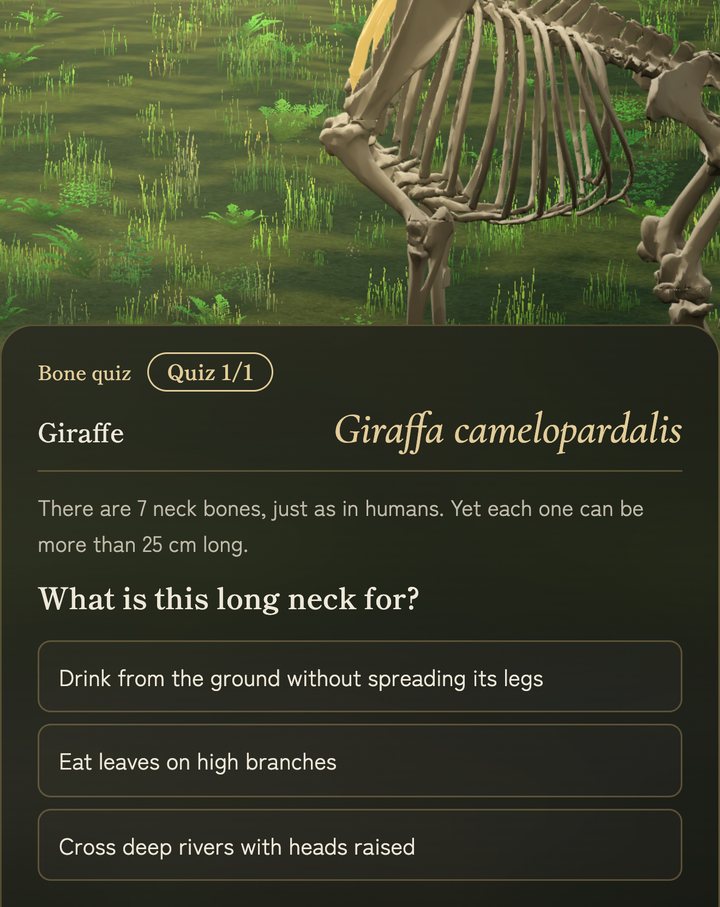 Bone quiz
Quiz 1/1
Giraffe
Giraffa camelopardalis
There are 7 neck bones, just as in humans. Yet each one can be
more than 25 cm long.
What is this long neck for?
Drink from the ground without spreading its legs
Eat leaves on high branches
Cross deep rivers with heads raised